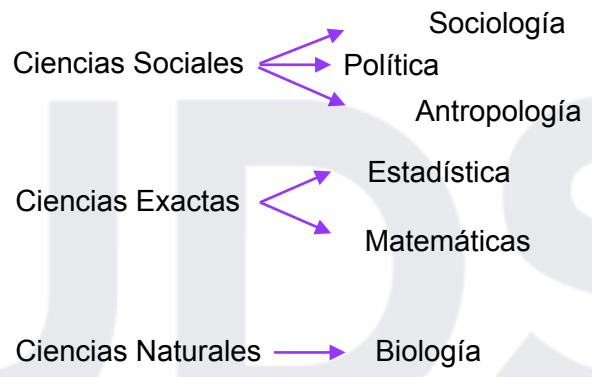 Sociología
Ciencias Sociales Política
Antropología
Estadística
Ciencias Exactas
Matemáticas
Ciencias Naturales Biología